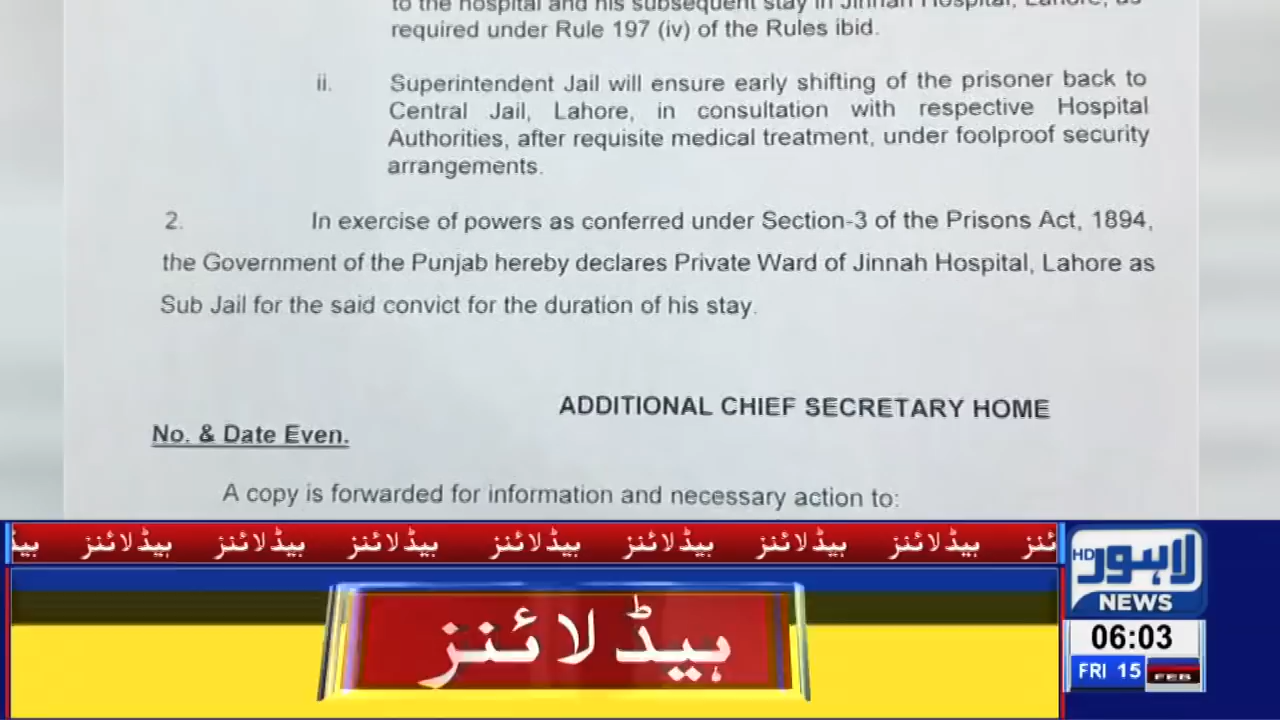 to the hospital and his subsequent stay in Jinnah Hospital, Lahore, as
required under Rule 197 (iv) of the Rules ibid.
ii. Superintendent Jail will ensure early shifting of the prisoner back to
Central Jail, Lahore, in consultation with respective Hospital
Authorities, after requisite medical treatment, under foolproof security
arrangements.
2. In exercise of powers as conferred under Section-3 of the Prisons Act, 1894,
the Government of the Punjab hereby declares Private Ward of Jinnah Hospital, Lahore as
Sub Jail for the said convict for the duration of his stay.
ADDITIONAL CHIEF SECRETARY HOME
No. & Date Even.
A copy is forwarded for information and necessary action to:
ہیڈلائنز ہیڈلائنز ہیڈلائنز ہیڈلائنز ہیڈلائنز ہیڈلائنز ہیڈلائنز
ہیڈلائنز
لاہور HD
NEWS
06:03
FRI 15 FEB